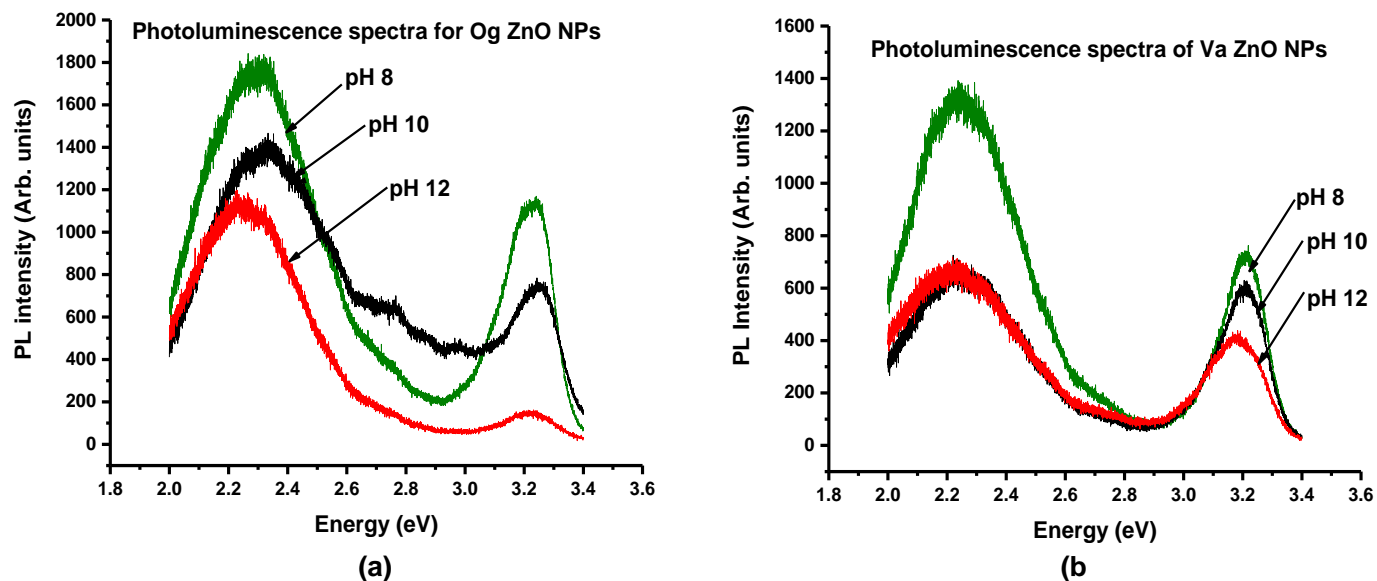 Photoluminescence spectra for Og ZnO NPs
PL intensity (Arb. units)
2000
1800
1600
1400
1200
1000
800
600
400
200
0
pH 8
pH 10
pH 12
1.8 2.0 2.2 2.4 2.6 2.8 3.0 3.2 3.4 3.6
Energy (eV)
(a)
Photoluminescence spectra of Va ZnO NPs
PL Intensity (Arb. units)
1600
1400
1200
1000
800
600
400
200
0
pH 8
pH 10
pH 12
1.8 2.0 2.2 2.4 2.6 2.8 3.0 3.2 3.4 3.6
Energy (eV)
(b